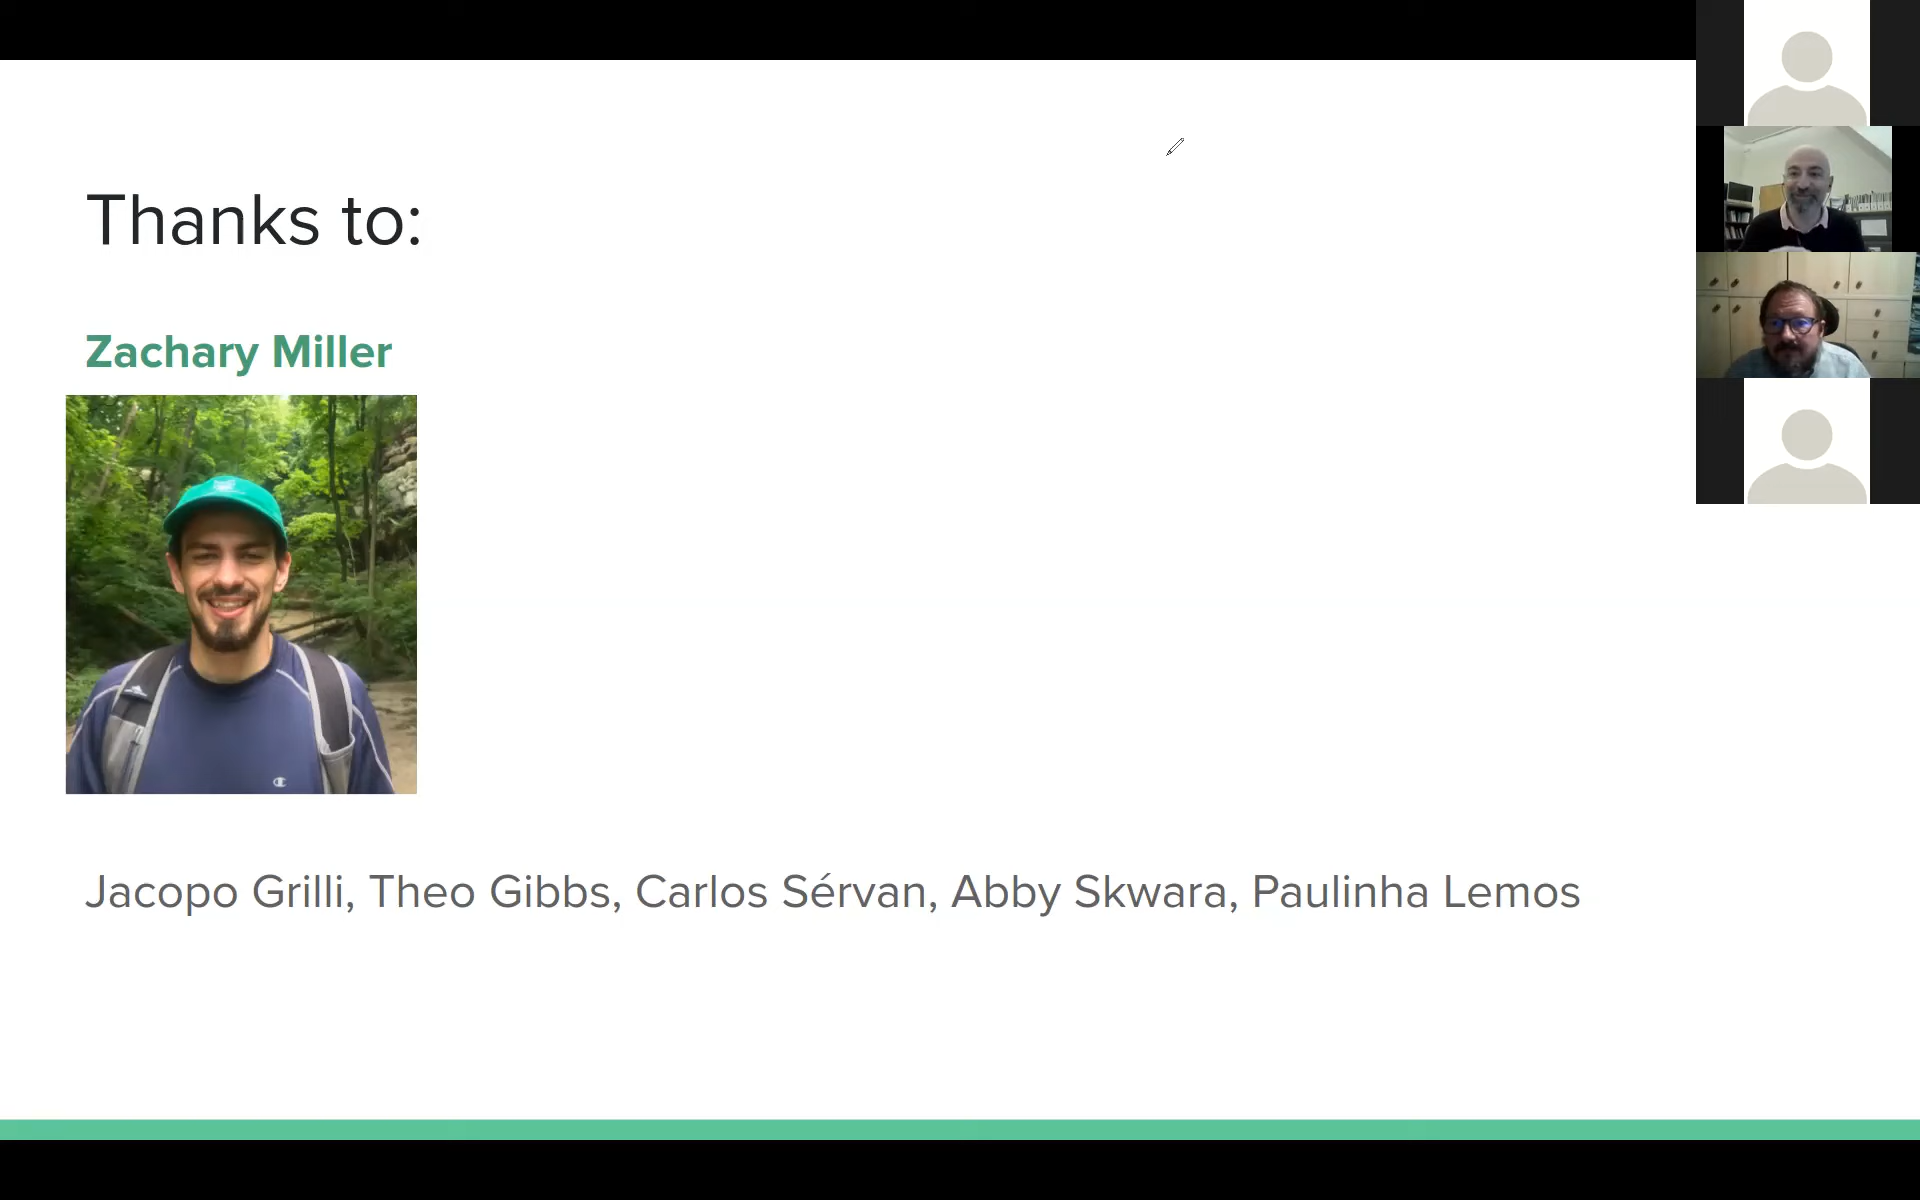 Thanks to:
Zachary Miller
Jacopo Grilli, Theo Gibbs, Carlos Sérvan, Abby Skwara, Paulinha Lemos